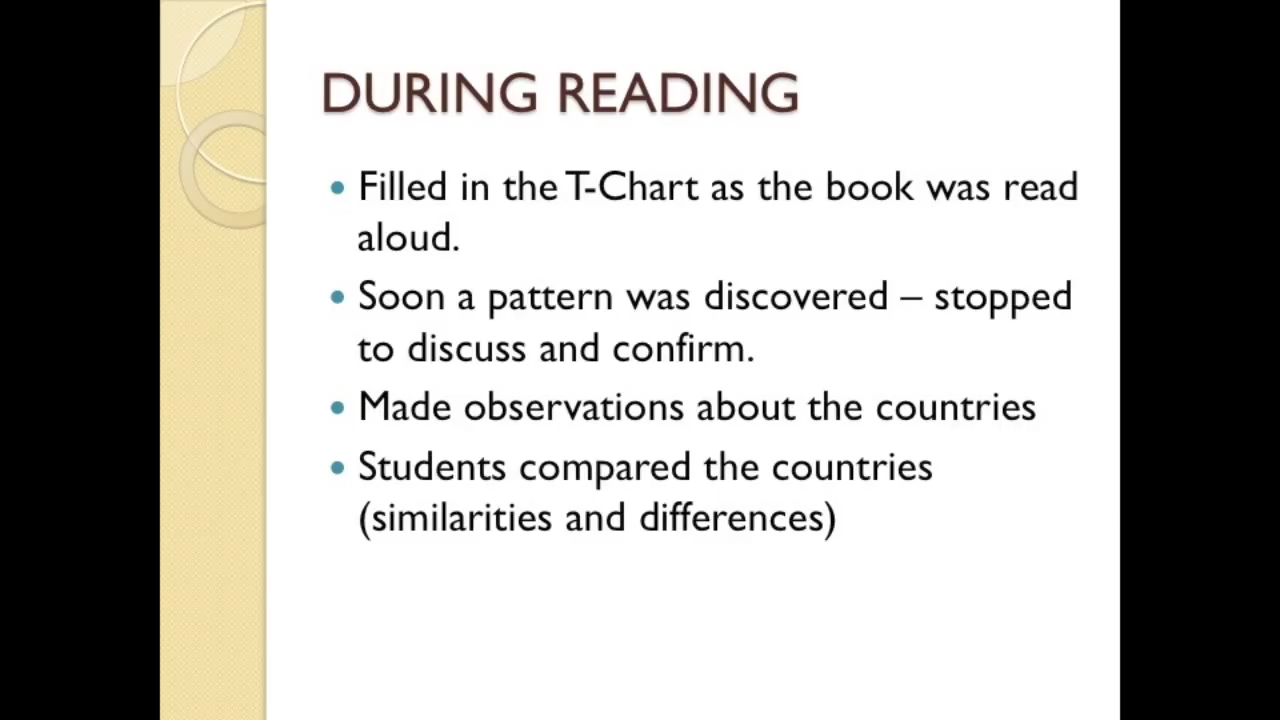 DURING READING
• Filled in the T-Chart as the book was read
aloud.
• Soon a pattern was discovered – stopped
to discuss and confirm.
• Made observations about the countries
• Students compared the countries
(similarities and differences)